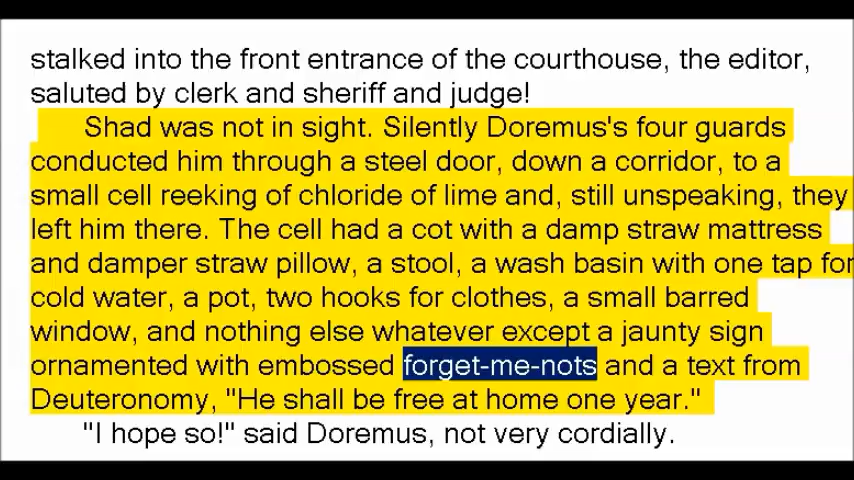 stalked into the front entrance of the courthouse, the editor,
saluted by clerk and sheriff and judge!
Shad was not in sight. Silently Doremus's four guards
conducted him through a steel door, down a corridor, to a
small cell reeking of chloride of lime and, still unspeaking, they
left him there. The cell had a cot with a damp straw mattress
and damper straw pillow, a stool, a wash basin with one tap for
cold water, a pot, two hooks for clothes, a small barred
window, and nothing else whatever except a jaunty sign
ornamented with embossed forget-me-nots and a text from
Deuteronomy, "He shall be free at home one year."
"I hope so!" said Doremus, not very cordially.